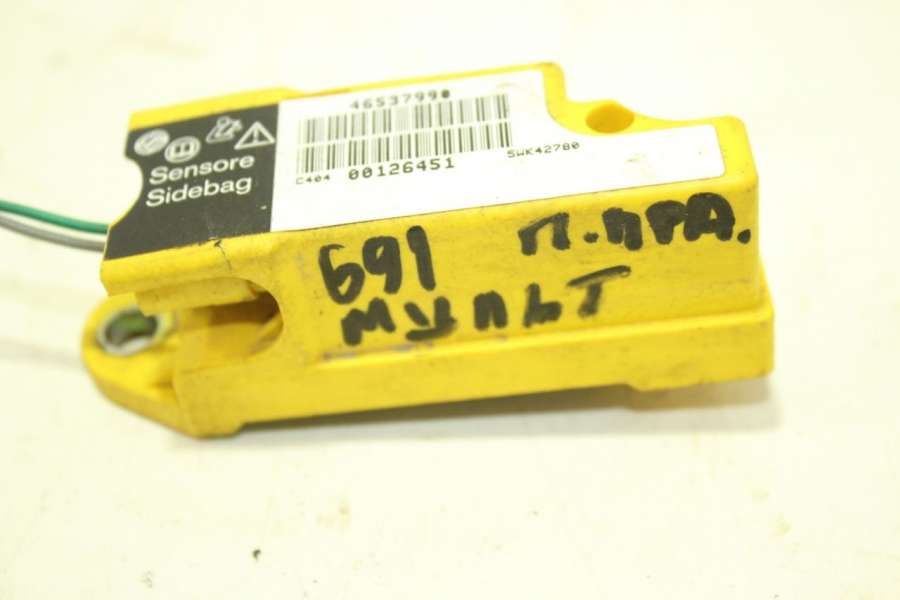 46537990
Sensore
Sidebag
C404 00126451
5WK42780
691 П.ПРА.
МУЛЬТ